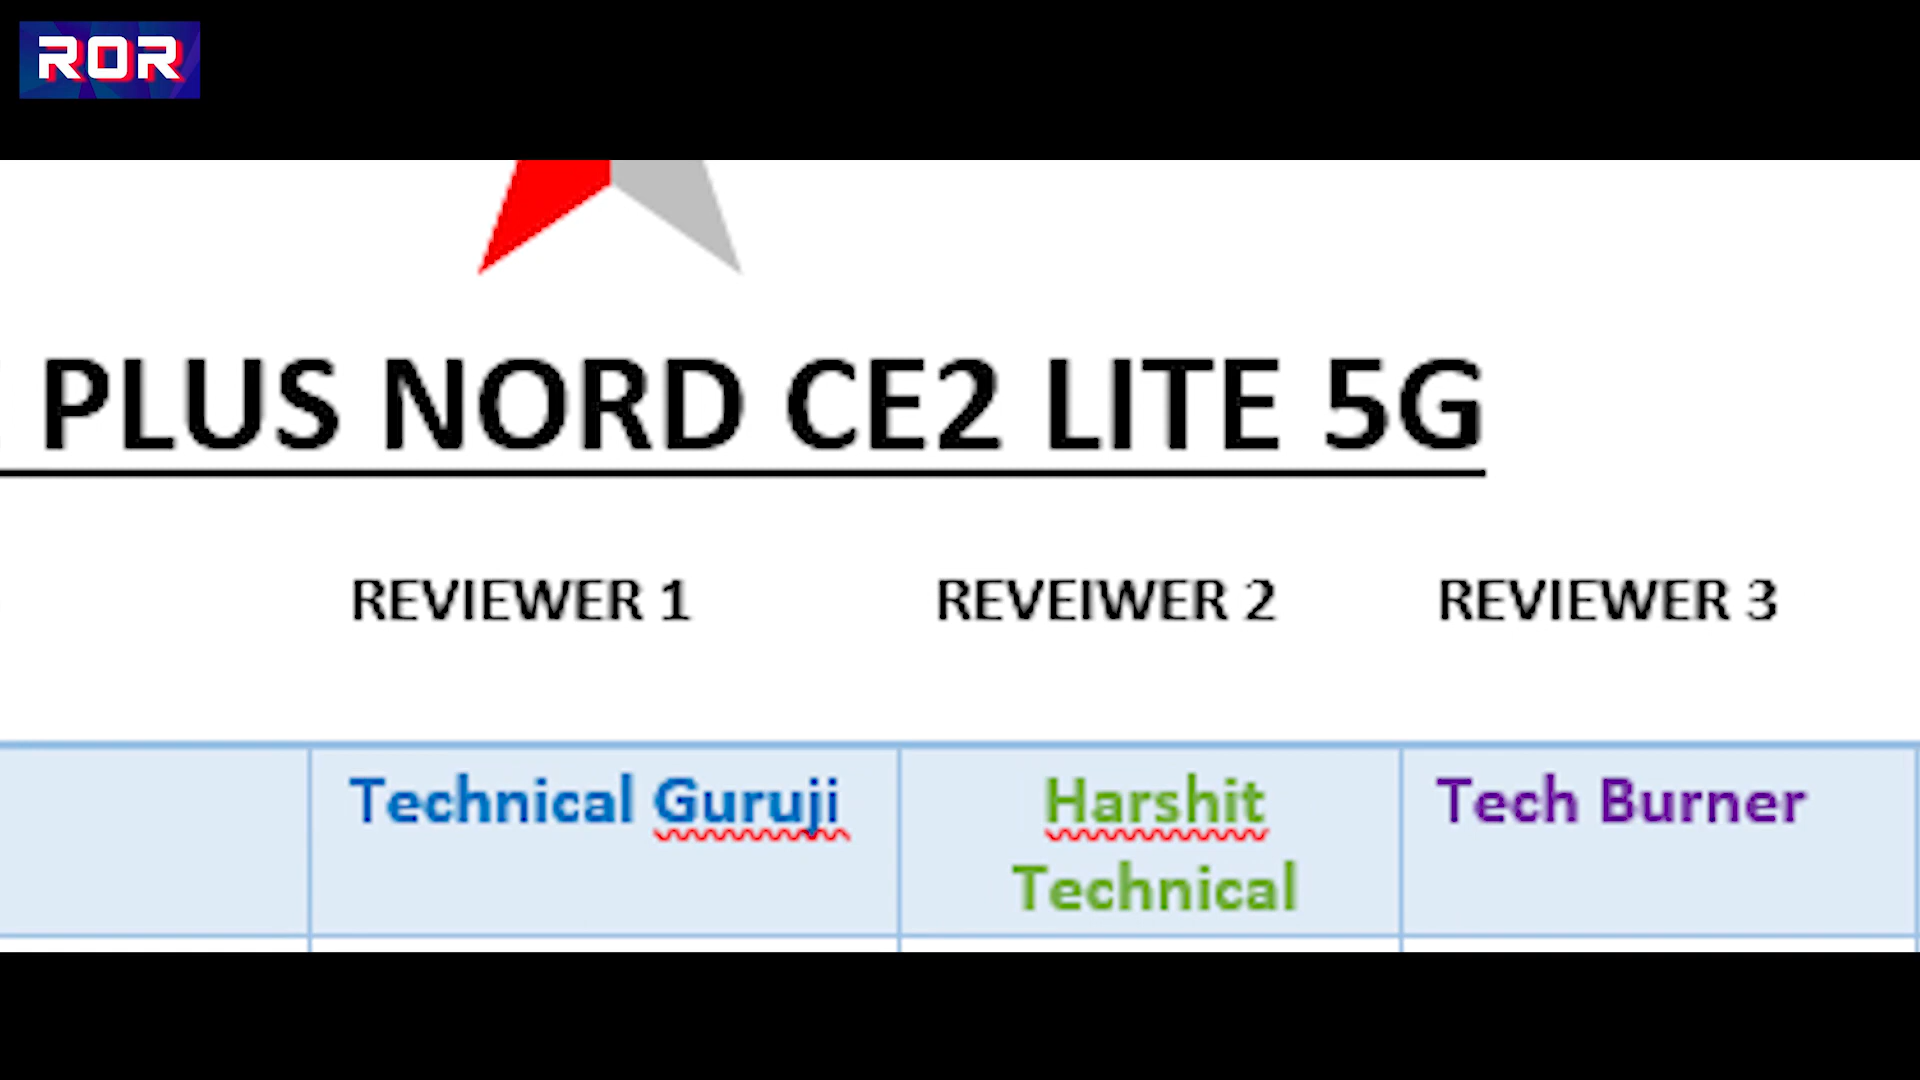 ROR
PLUS NORD CE2 LITE 5G
REVIEWER 1 REVEIWER 2 REVIEWER 3
Technical Guruji Harshit Technical Tech Burner